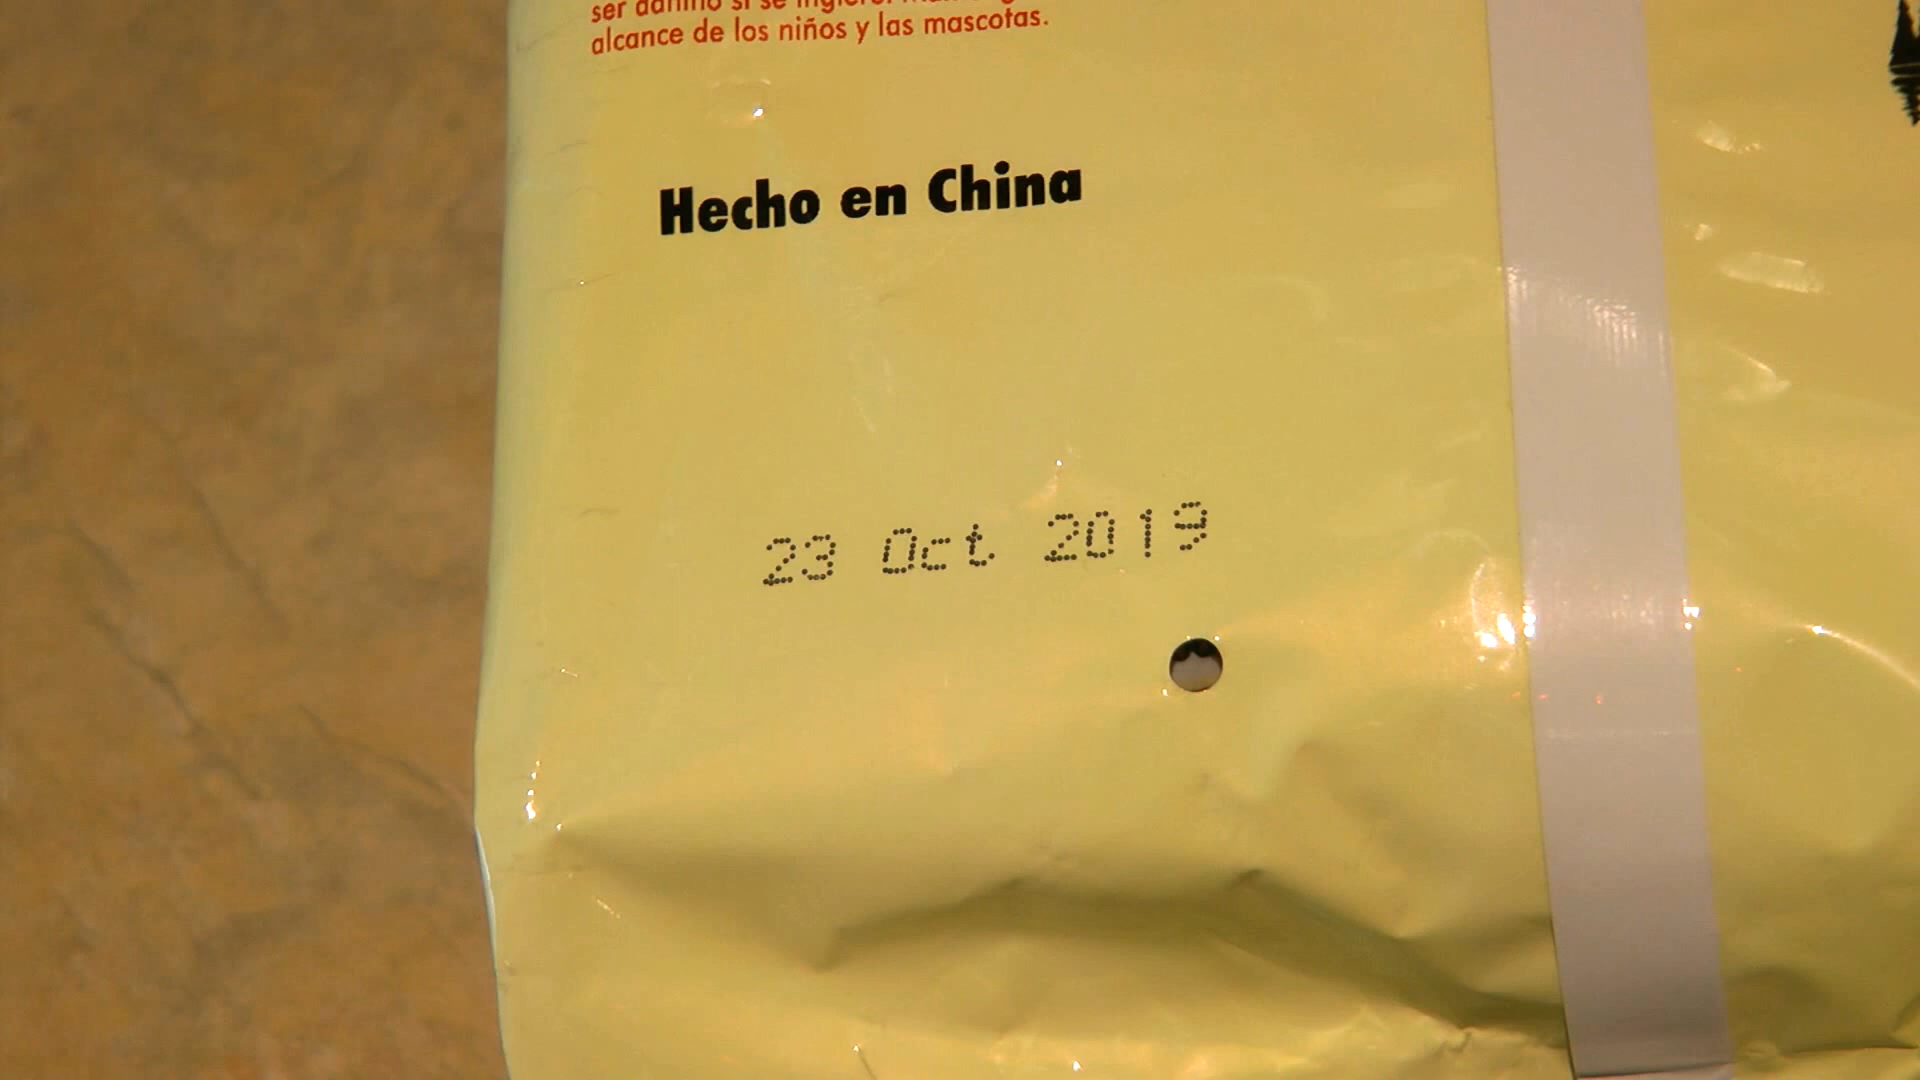 ser dañino si se ingiere.
alcance de los niños y las mascotas.
Hecho en China
23 Oct 2019